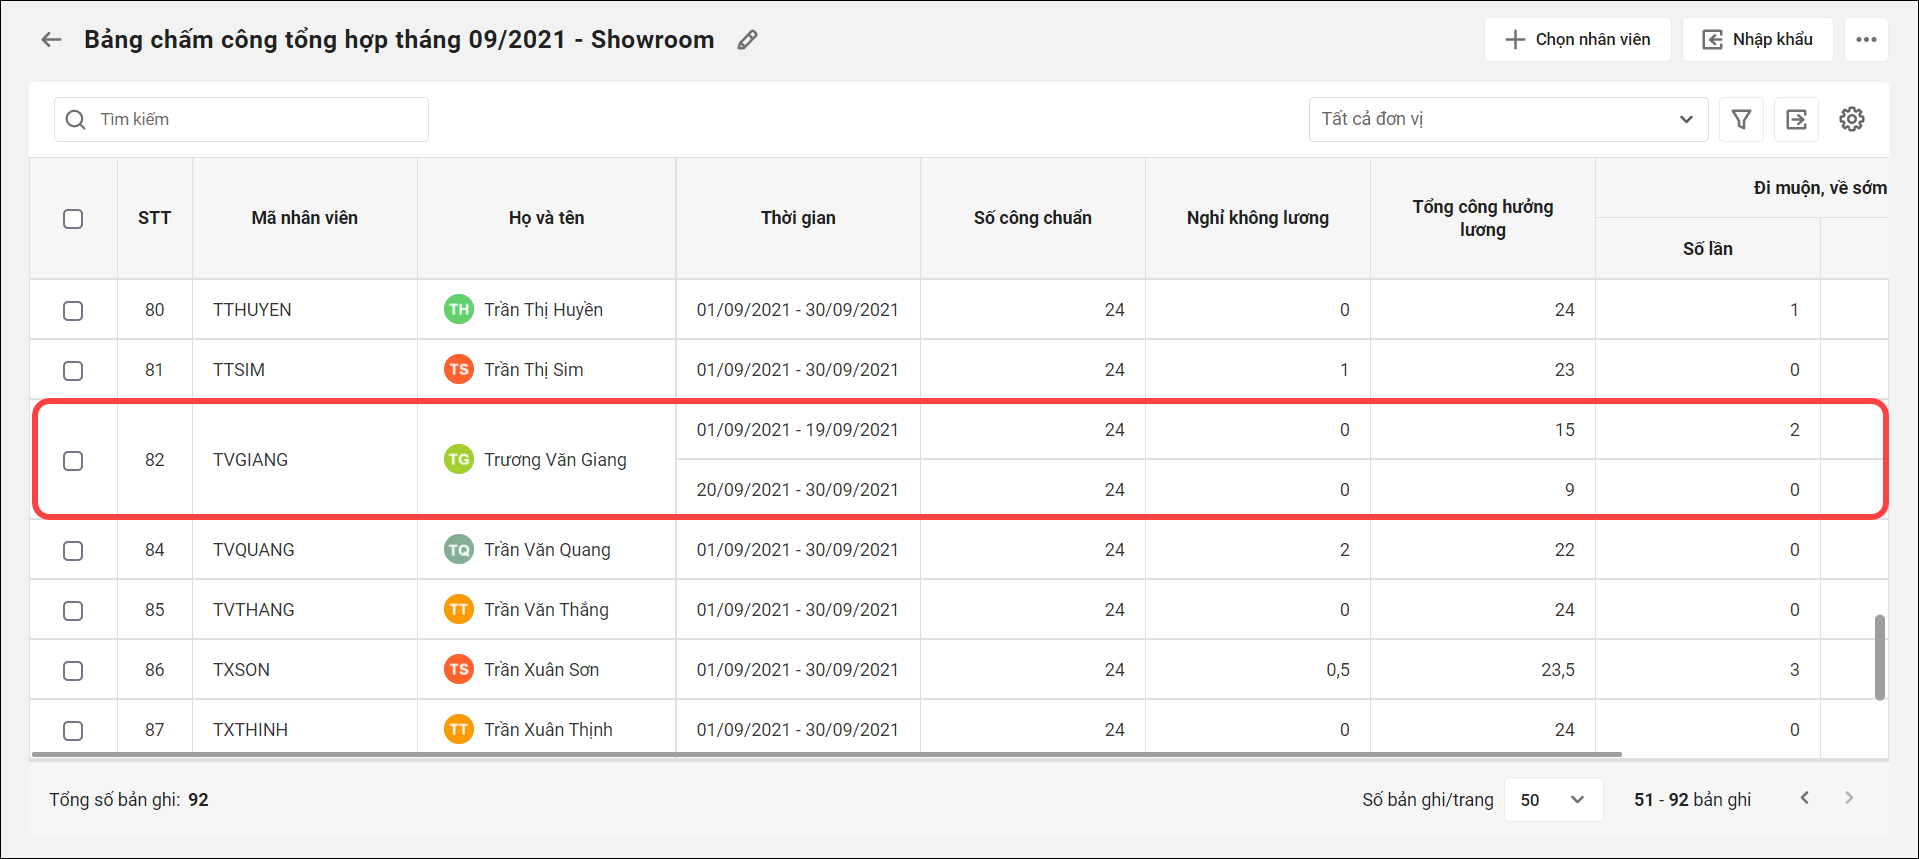 Bảng chấm công tổng hợp tháng 09/2021 - Showroom
Chọn nhân viên
Nhập khẩu
Tìm kiếm
Tất cả đơn vị
STT Mã nhân viên Họ và tên Thời gian Số công chuẩn Nghỉ không lương Tổng công hưởng lương Đi muộn, về sớm
Số lần
80 TTHUYEN TH Trần Thị Huyền 01/09/2021 - 30/09/2021 24 0 24 1
81 TTSIM TS Trần Thị Sim 01/09/2021 - 30/09/2021 24 1 23 0
82 TVGIANG TG Trương Văn Giang 01/09/2021 - 19/09/2021 24 0 15 2
20/09/2021 - 30/09/2021 24 0 9 0
84 TVQUANG TQ Trần Văn Quang 01/09/2021 - 30/09/2021 24 2 22 0
85 TVTHANG TT Trần Văn Thắng 01/09/2021 - 30/09/2021 24 0 24 0
86 TXSON TS Trần Xuân Sơn 01/09/2021 - 30/09/2021 24 0,5 23,5 3
87 TXTHINH TT Trần Xuân Thịnh 01/09/2021 - 30/09/2021 24 0 24 0
Tổng số bản ghi: 92
Số bản ghi/trang 50 51 - 92 bản ghi